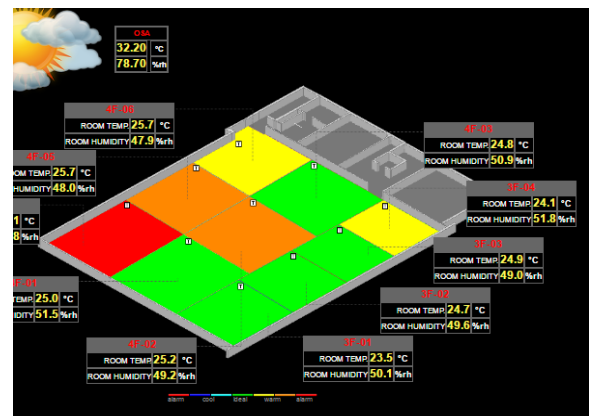 OSA
32.20 °C
78.70 %rh
4F-06
ROOM TEMP. 25.7 °C
ROOM HUMIDITY 47.9 %rh
4F-03
ROOM TEMP. 24.8 °C
ROOM HUMIDITY 50.9 %rh
4F-05
ROOM TEMP. 25.7 °C
HUMIDITY 48.0 %rh
3F-04
ROOM TEMP. 24.1 °C
ROOM HUMIDITY 51.8 %rh
1 °C
8 %rh
3F-03
ROOM TEMP. 24.9 °C
ROOM HUMIDITY 49.0 %rh
F-01
TEMP. 25.0 °C
IDITY 51.5 %rh
3F-02
ROOM TEMP. 24.7 °C
ROOM HUMIDITY 49.6 %rh
4F-02
ROOM TEMP. 25.2 °C
ROOM HUMIDITY 49.2 %rh
3F-01
ROOM TEMP. 23.5 °C
ROOM HUMIDITY 50.1 %rh
T T T T T T
alarm cool ideal warm alarm